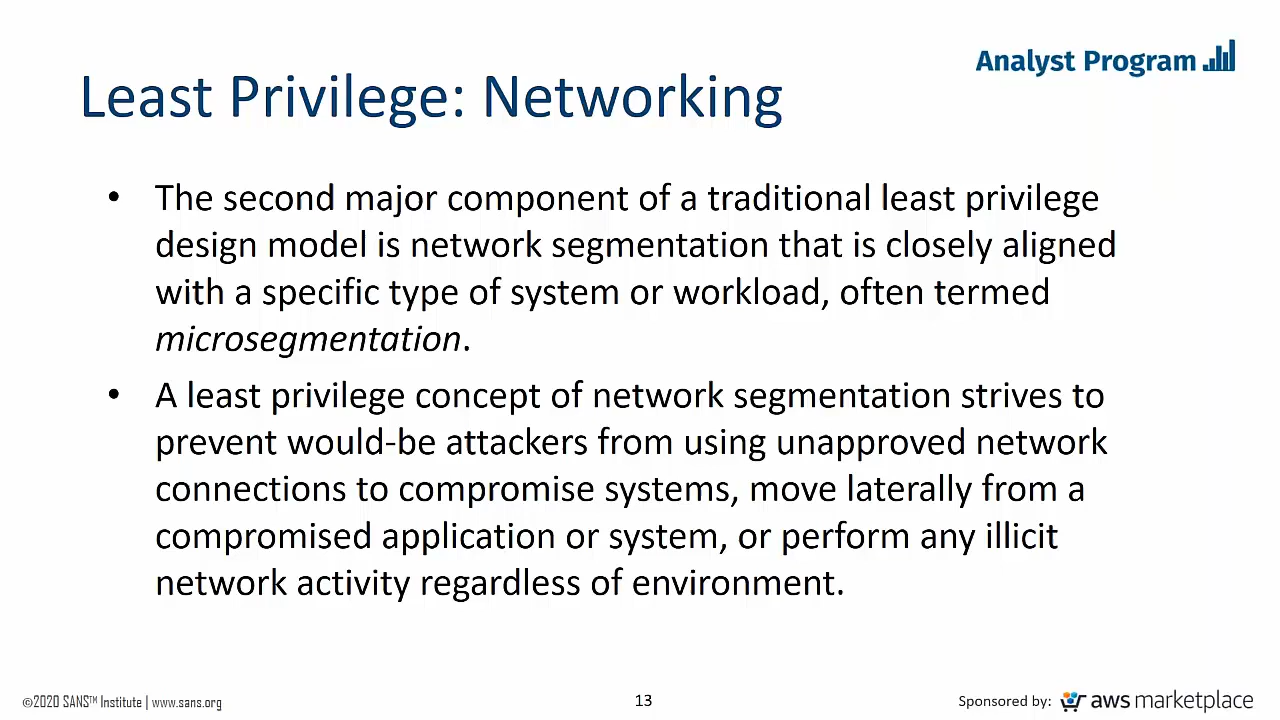 Analyst Program
Least Privilege: Networking
• The second major component of a traditional least privilege
design model is network segmentation that is closely aligned
with a specific type of system or workload, often termed
microsegmentation.
• A least privilege concept of network segmentation strives to
prevent would-be attackers from using unapproved network
connections to compromise systems, move laterally from a
compromised application or system, or perform any illicit
network activity regardless of environment.
©2020 SANS™ Institute | www.sans.org
13
Sponsored by: aws marketplace